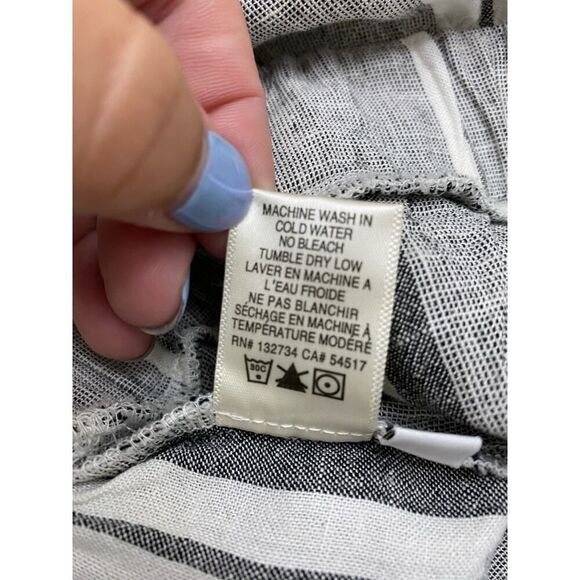 MACHINE WASH IN
COLD WATER
NO BLEACH
TUMBLE DRY LOW
LAVER EN MACHINE A
L'EAU FROIDE
NE PAS BLANCHIR
SÉCHAGE EN MACHINE À
TEMPÉRATURE MODERÉ
RN# 132734 CA# 54517
30C